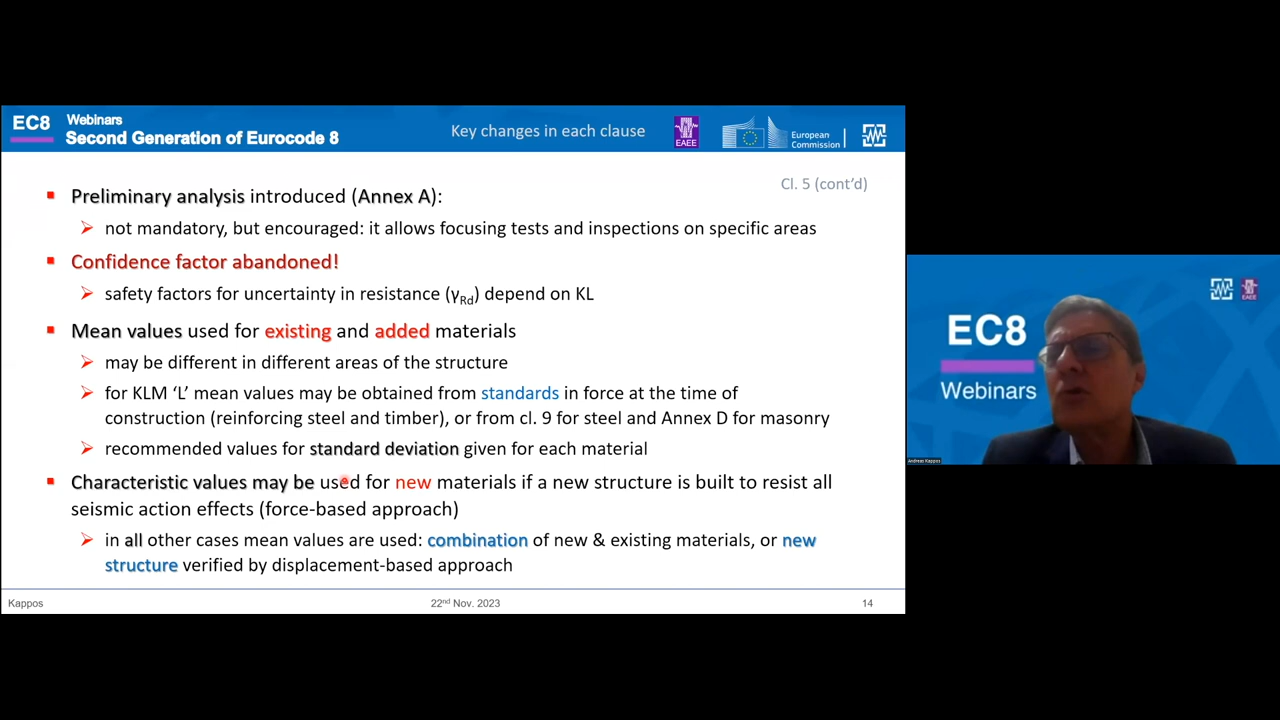 EC8
Webinars
Second Generation of Eurocode 8
Key changes in each clause
EAEE
European
Commission
Cl. 5 (cont’d)
▪ Preliminary analysis introduced (Annex A):
➢ not mandatory, but encouraged: it allows focusing tests and inspections on specific areas
▪ Confidence factor abandoned!
➢ safety factors for uncertainty in resistance (γRd) depend on KL
▪ Mean values used for existing and added materials
➢ may be different in different areas of the structure
➢ for KLM ‘L’ mean values may be obtained from standards in force at the time of
construction (reinforcing steel and timber), or from cl. 9 for steel and Annex D for masonry
➢ recommended values for standard deviation given for each material
▪ Characteristic values may be used for new materials if a new structure is built to resist all
seismic action effects (force-based approach)
➢ in all other cases mean values are used: combination of new & existing materials, or new
structure verified by displacement-based approach
Kappos
22nd Nov. 2023
14
EAEE
EC8
Webinars
Andreas Kappos